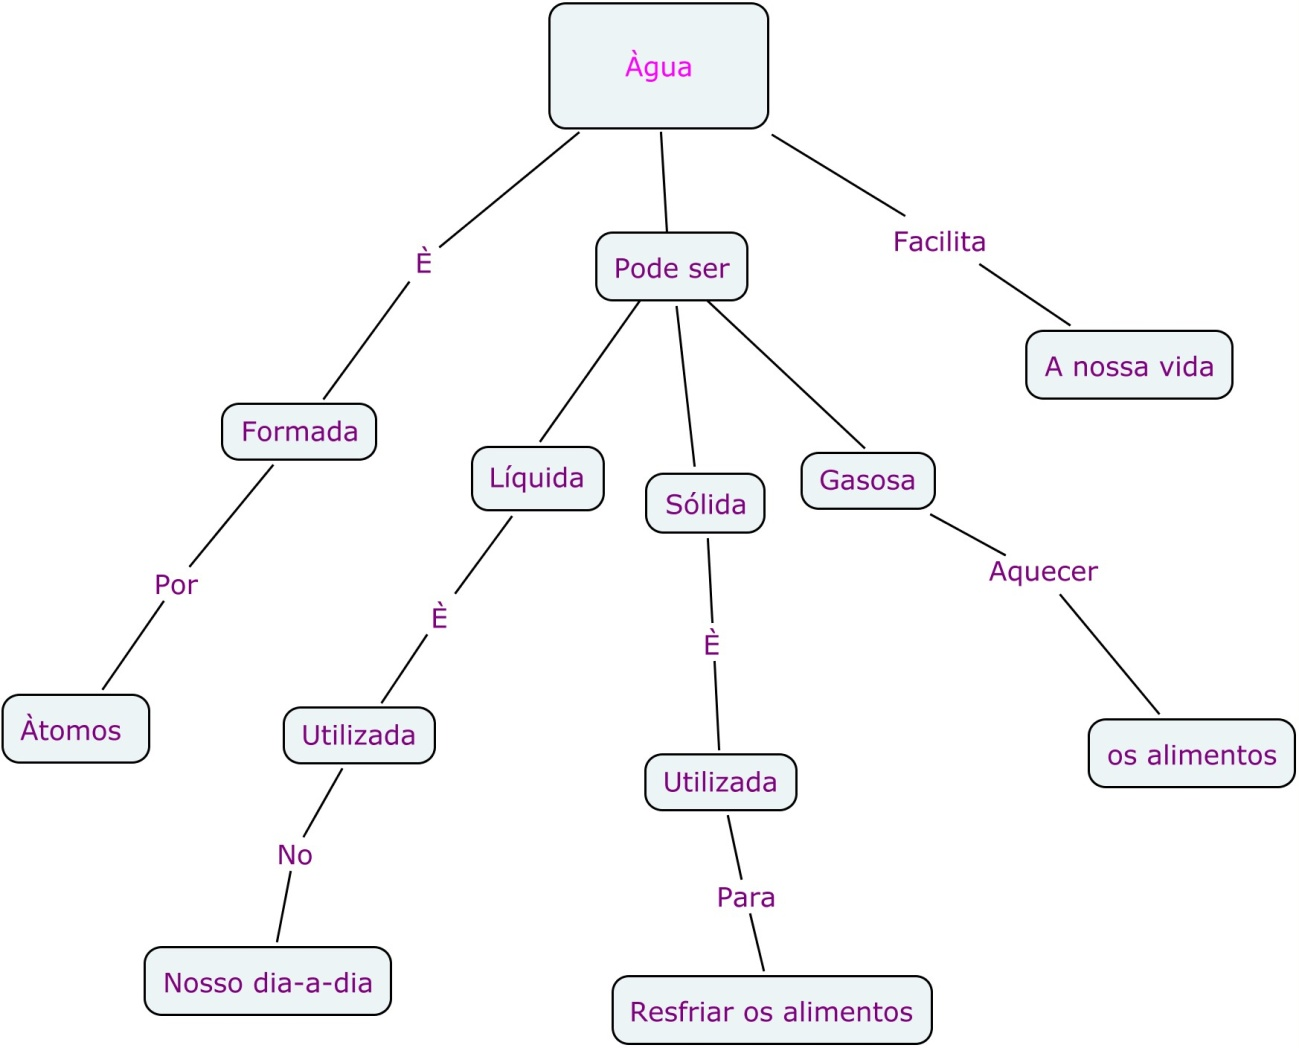 Àgua
È
Pode ser
Facilita
A nossa vida
Formada
Líquida
Sólida
Gasosa
Por
È
È
Aquecer
Àtomos
Utilizada
Utilizada
os alimentos
No
Para
Nosso dia-a-dia
Resfriar os alimentos